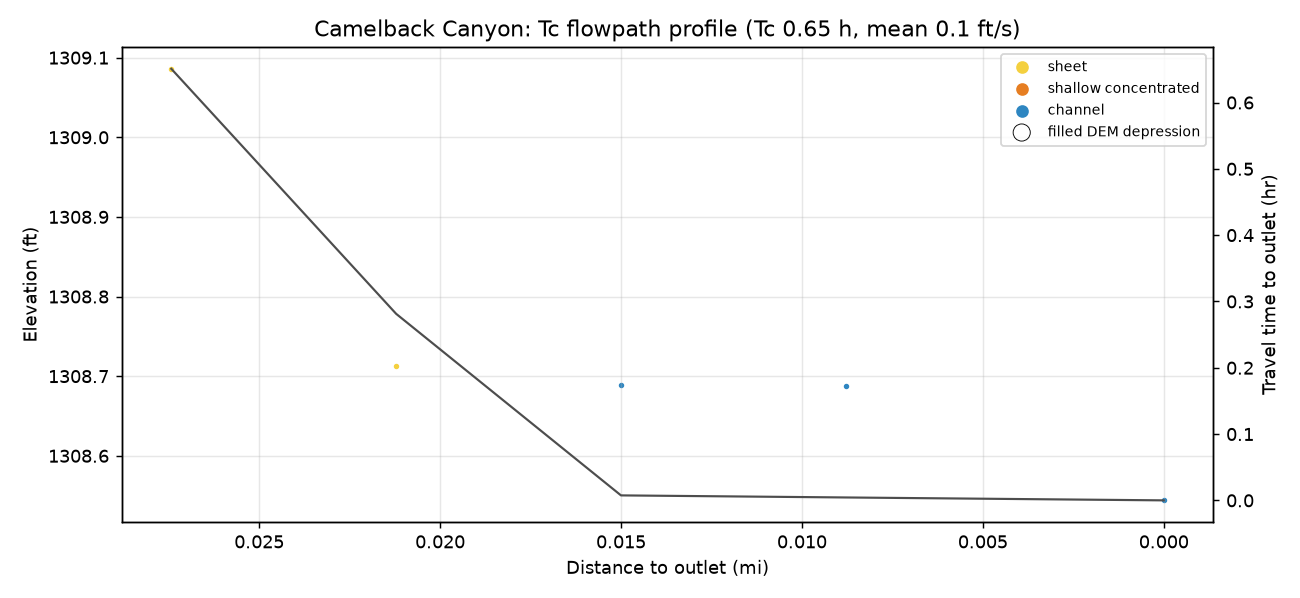 Camelback Canyon: Tc flowpath profile (Tc 0.65 h, mean 0.1 ft/s)
sheet
shallow concentrated
channel
filled DEM depression
Elevation (ft)
1309.1
1309.0
1308.9
1308.8
1308.7
1308.6
Travel time to outlet (hr)
0.6
0.5
0.4
0.3
0.2
0.1
0.0
0.025
0.020
0.015
0.010
0.005
0.000
Distance to outlet (mi)